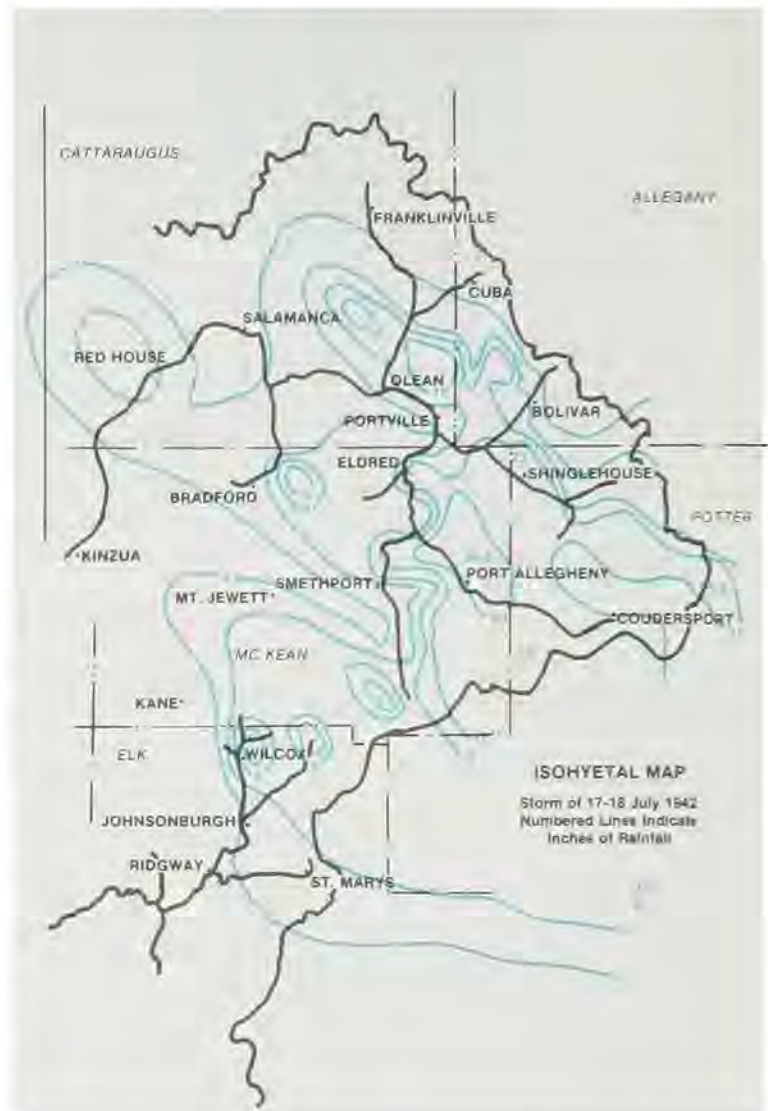 CATTARAUGUS
ALLEGANY
FRANKLINVILLE
CUBA
SALAMANCA
RED HOUSE
OLEAN
BOLIVAR
PORTVILLE
ELDRED
SHINGLEHOUSE
BRADFORD
POTTER
KINZUA
PORT ALLEGHENY
SMETHPORT
MT. JEWETT
COUDERSPORT
MC KEAN
KANE
ELK
WILCOX
ISOHYETAL MAP
Storm of 17-18 July 1942
Numbered Lines Indicate
Inches of Rainfall
JOHNSONBURGH
RIDGWAY
ST. MARYS